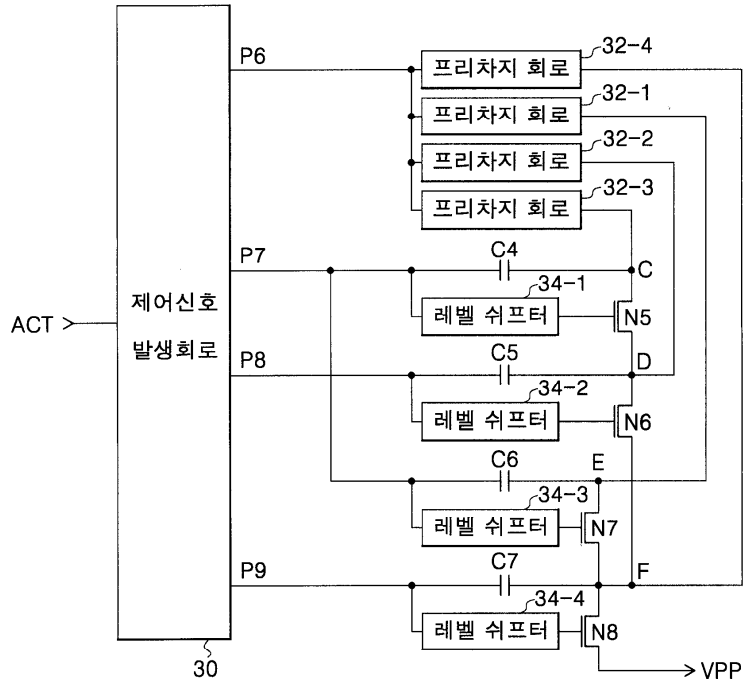 P6
프리차지 회로
32-4
프리차지 회로
32-1
프리차지 회로
32-2
프리차지 회로
32-3
P7
C4
C
34-1
레벨 쉬프터
N5
ACT
제어신호
발생회로
P8
C5
D
34-2
레벨 쉬프터
N6
C6
E
34-3
레벨 쉬프터
N7
P9
C7
F
34-4
레벨 쉬프터
N8
30
VPP